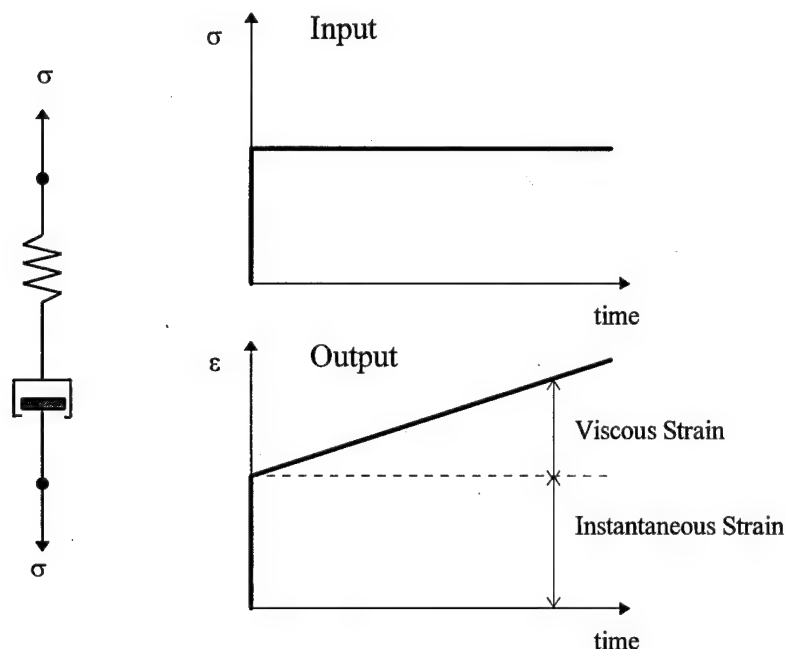 σ
Input
σ
time
ε
Output
Viscous Strain
Instantaneous Strain
σ
time